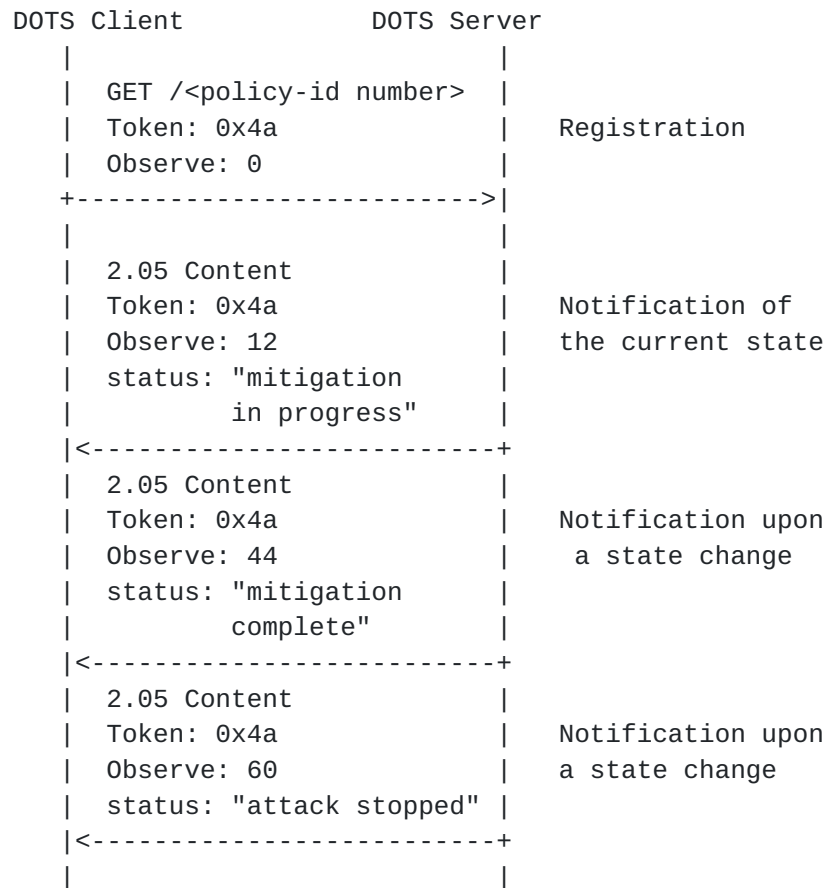 DOTS Client            DOTS Server
   |                           |
   |  GET /<policy-id number>  |
   |  Token: 0x4a              |   Registration
   |  Observe: 0               |
   +-------------------------->|
   |                           |
   |  2.05 Content             |
   |  Token: 0x4a              |   Notification of
   |  Observe: 12              |   the current state
   |  status: "mitigation      |
   |          in progress"     |
   |<--------------------------+
   |  2.05 Content             |
   |  Token: 0x4a              |   Notification upon
   |  Observe: 44              |    a state change
   |  status: "mitigation      |
   |          complete"        |
   |<--------------------------+
   |  2.05 Content             |
   |  Token: 0x4a              |   Notification upon
   |  Observe: 60              |   a state change
   |  status: "attack stopped" |
   |<--------------------------+
   |                           |